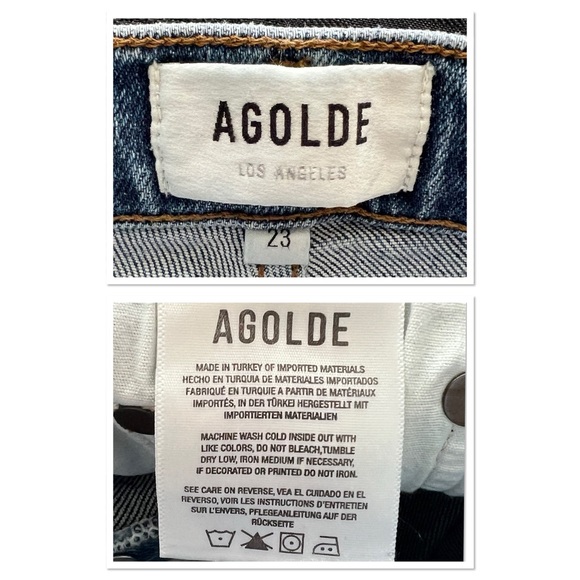 AGOLDE
LOS ANGELES
23
AGOLDE
MADE IN TURKEY OF IMPORTED MATERIALS
HECHO EN TURQUIA DE MATERIALES IMPORTADOS
FABRIQUÉ EN TURQUIE A PARTIR DE MATÉRIAUX
IMPORTÉS, IN DER TÜRKEI HERGESTELLT MIT
IMPORTIERTEN MATERIALIEN
MACHINE WASH COLD INSIDE OUT WITH
LIKE COLORS, DO NOT BLEACH,TUMBLE
DRY LOW, IRON MEDIUM IF NECESSARY,
IF DECORATED OR PRINTED DO NOT IRON.
SEE CARE ON REVERSE, VEA EL CUIDADO EN EL
REVERSO, VOIR LES INSTRUCTIONS D'ENTRETIEN
SUR L'ENVERS, PFLEGEANLEITUNG AUF DER
RÜCKSEITE